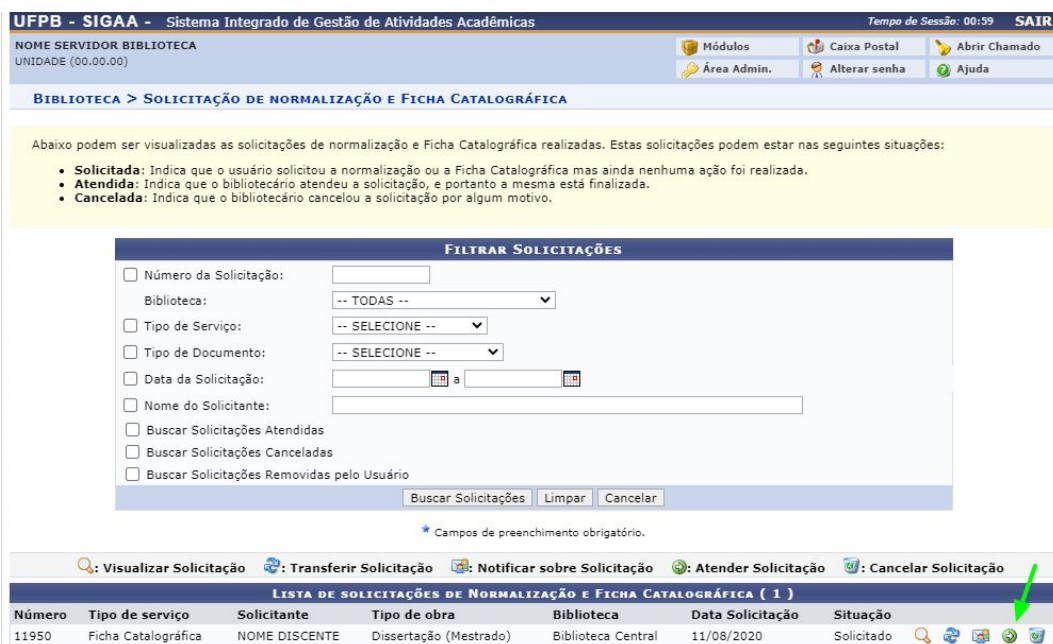 UFPB - SIGAA - Sistema Integrado de Gestão de Atividades Acadêmicas Tempo de Sessão: 00:59 SAIR
NOME SERVIDOR BIBLIOTECA Módulos Caixa Postal Abrir Chamado
UNIDADE (00.00.00) Área Admin. Alterar senha Ajuda
BIBLIOTECA > SOLICITAÇÃO DE NORMALIZAÇÃO E FICHA CATALOGRÁFICA
Abaixo podem ser visualizadas as solicitações de normalização e Ficha Catalográfica realizadas. Estas solicitações podem estar nas seguintes situações:
• Solicitada: Indica que o usuário solicitou a normalização ou a Ficha Catalográfica mas ainda nenhuma ação foi realizada.
• Atendida: Indica que o bibliotecário atendeu a solicitação, e portanto a mesma está finalizada.
• Cancelada: Indica que o bibliotecário cancelou a solicitação por algum motivo.
FILTRAR SOLICITAÇÕES
Número da Solicitação:
Biblioteca: -- TODAS --
Tipo de Serviço: -- SELECIONE --
Tipo de Documento: -- SELECIONE --
Data da Solicitação: a
Nome do Solicitante:
Buscar Solicitações Atendidas
Buscar Solicitações Canceladas
Buscar Solicitações Removidas pelo Usuário
Buscar Solicitações Limpar Cancelar
* Campos de preenchimento obrigatório.
: Visualizar Solicitação : Transferir Solicitação : Notificar sobre Solicitação : Atender Solicitação : Cancelar Solicitação
LISTA DE SOLICITAÇÕES DE NORMALIZAÇÃO E FICHA CATALOGRÁFICA ( 1 )
Número Tipo de serviço Solicitante Tipo de obra Biblioteca Data Solicitação Situação
11950 Ficha Catalográfica NOME DISCENTE Dissertação (Mestrado) Biblioteca Central 11/08/2020 Solicitado